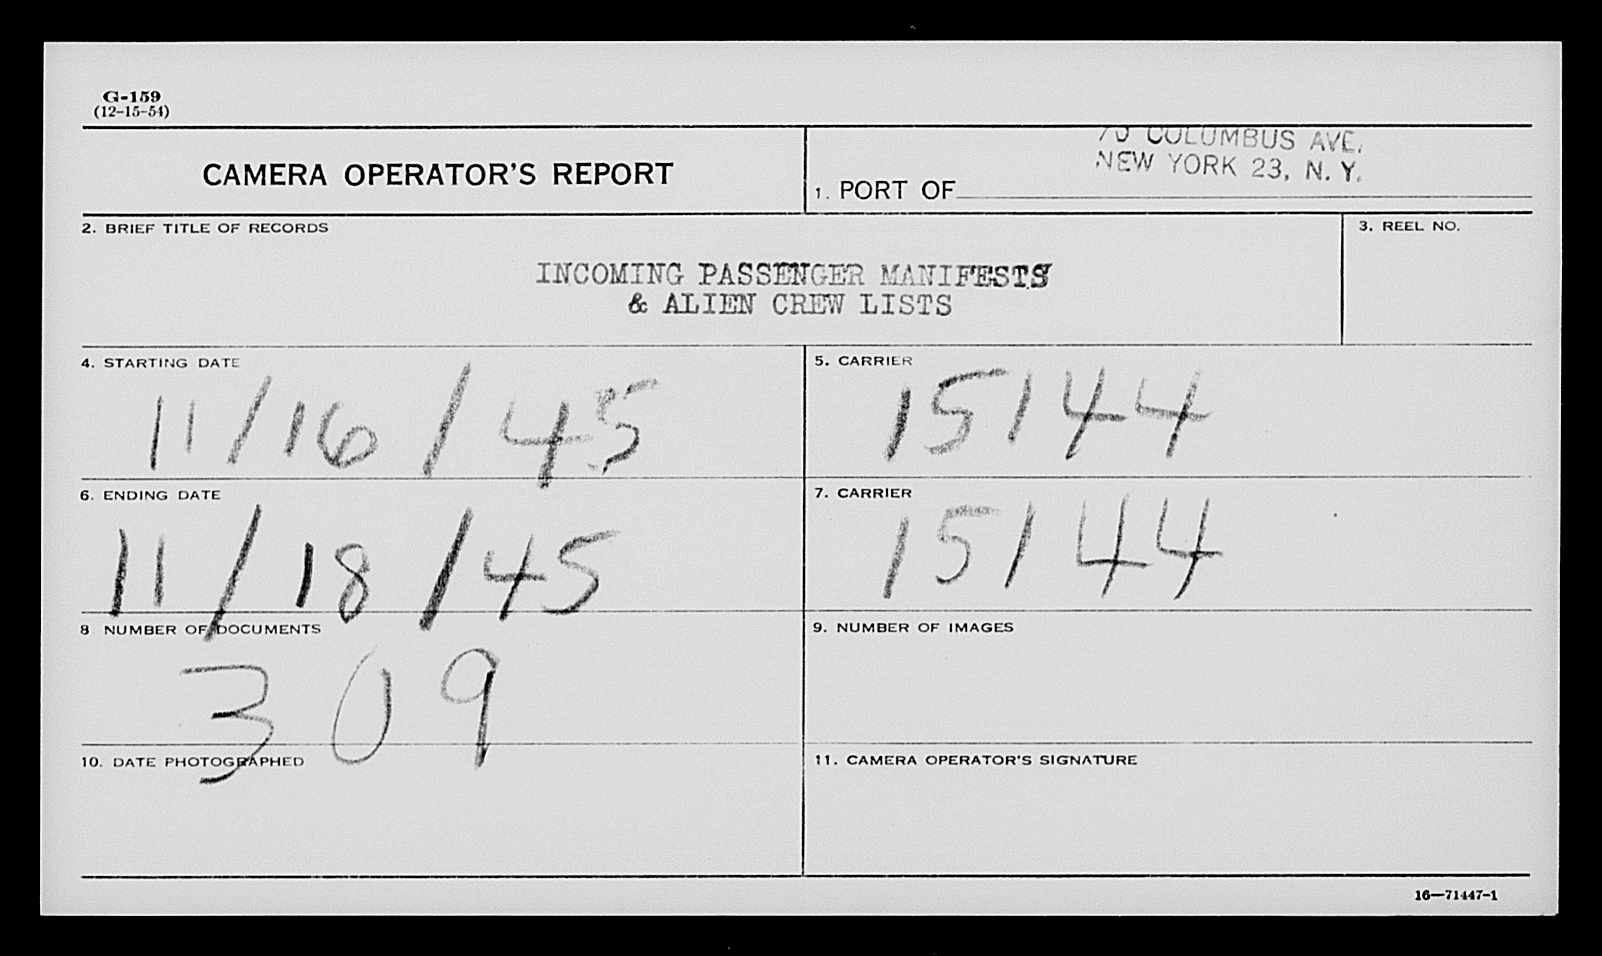 G-159
(12-15-54)
70 COLUMBUS AVE.
NEW YORK 23, N. Y.
CAMERA OPERATOR'S REPORT
1. PORT OF
2. BRIEF TITLE OF RECORDS
3. REEL NO.
INCOMING PASSENGER MANIFESTS
& ALIEN CREW LISTS
4. STARTING DATE
11/16/45
5. CARRIER
15144
6. ENDING DATE
11/18/45
7. CARRIER
15144
8 NUMBER OF DOCUMENTS
309
9. NUMBER OF IMAGES
10. DATE PHOTOGRAPHED
11. CAMERA OPERATOR'S SIGNATURE
16—71447-1